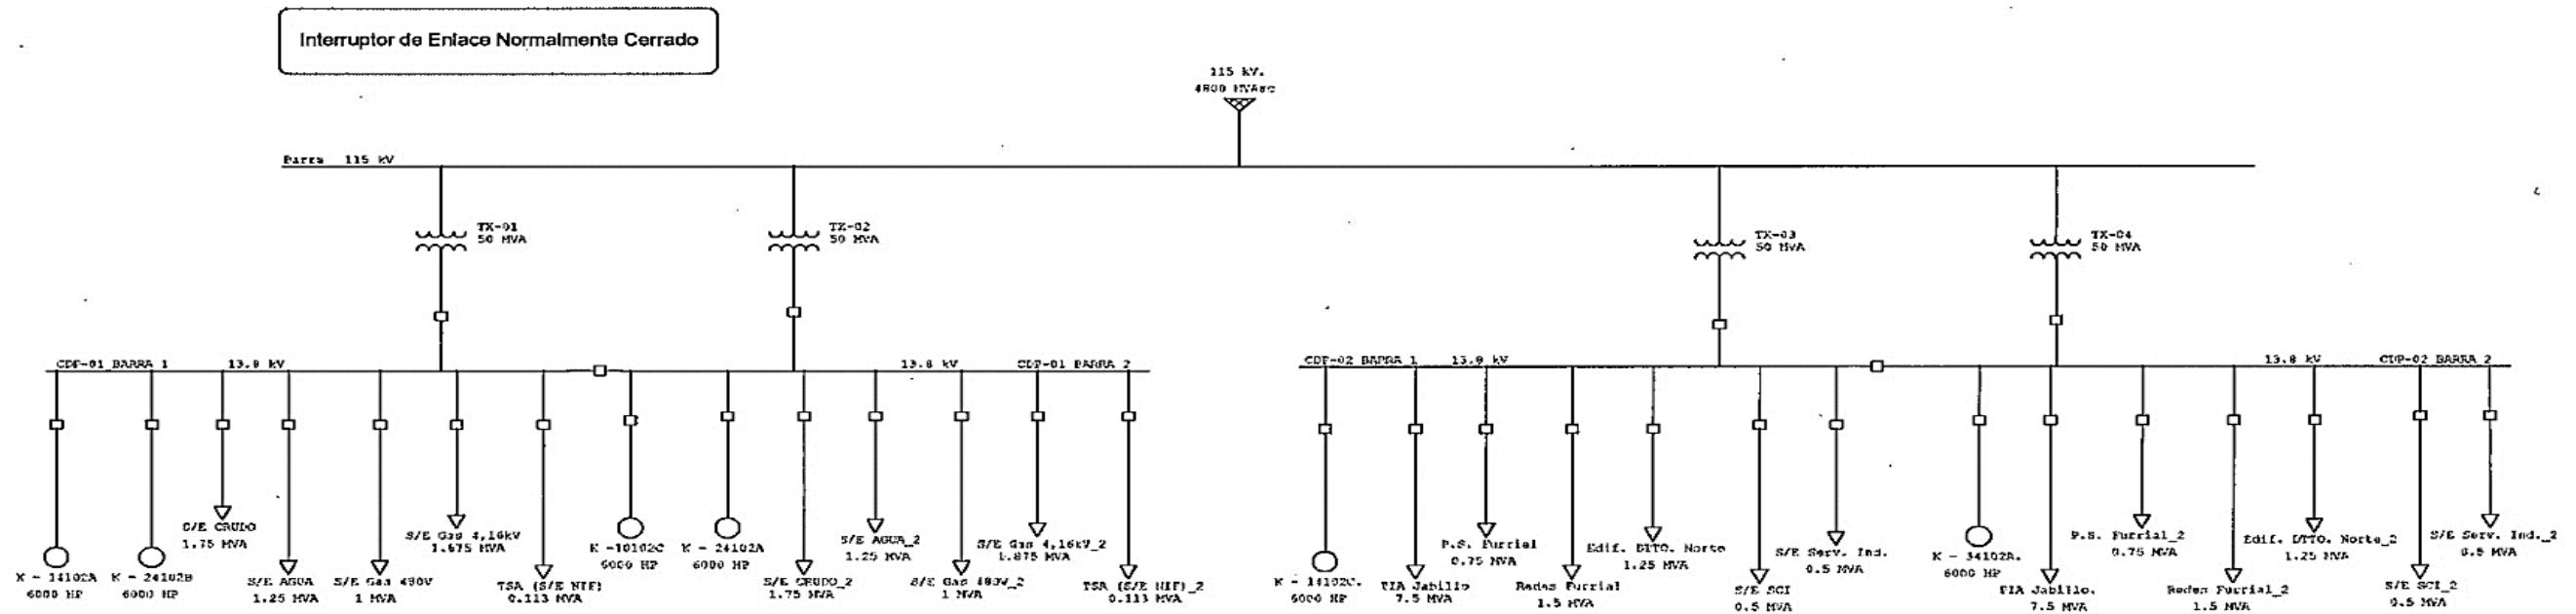 Interruptor de Enlace Normalmente Cerrado
115 kV.
4800 MVAsc
Barra 115 kV
TX-01
50 MVA
TX-02
50 MVA
TX-03
50 MVA
TX-04
50 MVA
CDP-01 BARRA 1 13.8 kV
13.8 kV CDP-01 BARRA 2
CDP-02 BARRA 1 13.8 kV
13.8 kV CDP-02 BARRA 2
K - 14102A
6000 HP
K - 24102B
6000 HP
S/E CRUDO
1.75 MVA
S/E AGUA
1.25 MVA
S/E Gas 480V
1 MVA
S/E Gas 4,16kV
MVA
TSA (S/E NIF)
0.113 MVA
K -10102C
6000 HP
K - 24102A
6000 HP
S/E CRUDO_2
1.75 MVA
S/E AGUA_2
1.25 MVA
S/E Gas 480V_2
1 MVA
S/E Gas 4,16kV_2
1.875 MVA
TSA (S/E NIF)_2
0.113 MVA
K - 14102C.
6000 HP
Jabillo
7.5 MVA
P.S. Furrial
0.75 MVA
Redes Furrial
1.5 MVA
Edif. DTTO. Norte
1.25 MVA
S/E SCI
0.5 MVA
S/E Serv. Ind.
0.5 MVA
K - 34102A.
6000 HP
Jabillo.
7.5 MVA
P.S. Furrial_2
0.75 MVA
Redes Furrial_2
1.5 MVA
Edif. DTTO. Norte_2
1.25 MVA
S/E SCI_2
0.5 MVA
S/E Serv. Ind._2
0.5 MVA